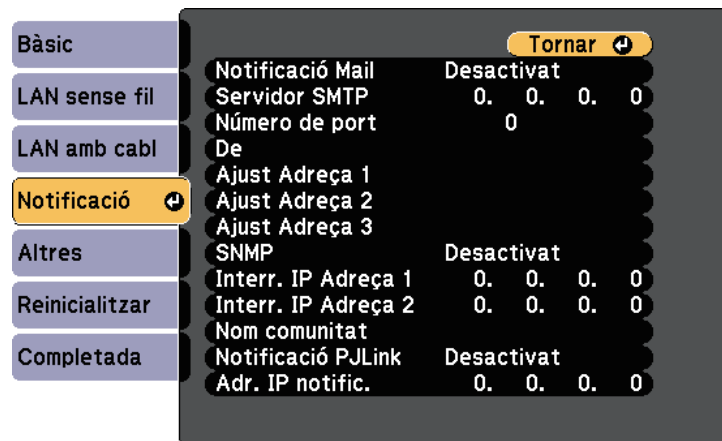 Bàsic
LAN sense fil
LAN amb cabl
Notificació
Altres
Reinicialitzar
Completada
Tornar
Notificació Mail Desactivat
Servidor SMTP 0. 0. 0. 0
Número de port 0
De
Ajust Adreça 1
Ajust Adreça 2
Ajust Adreça 3
SNMP Desactivat
Interr. IP Adreça 1 0. 0. 0. 0
Interr. IP Adreça 2 0. 0. 0. 0
Nom comunitat
Notificació PJLink Desactivat
Adr. IP notific. 0. 0. 0. 0